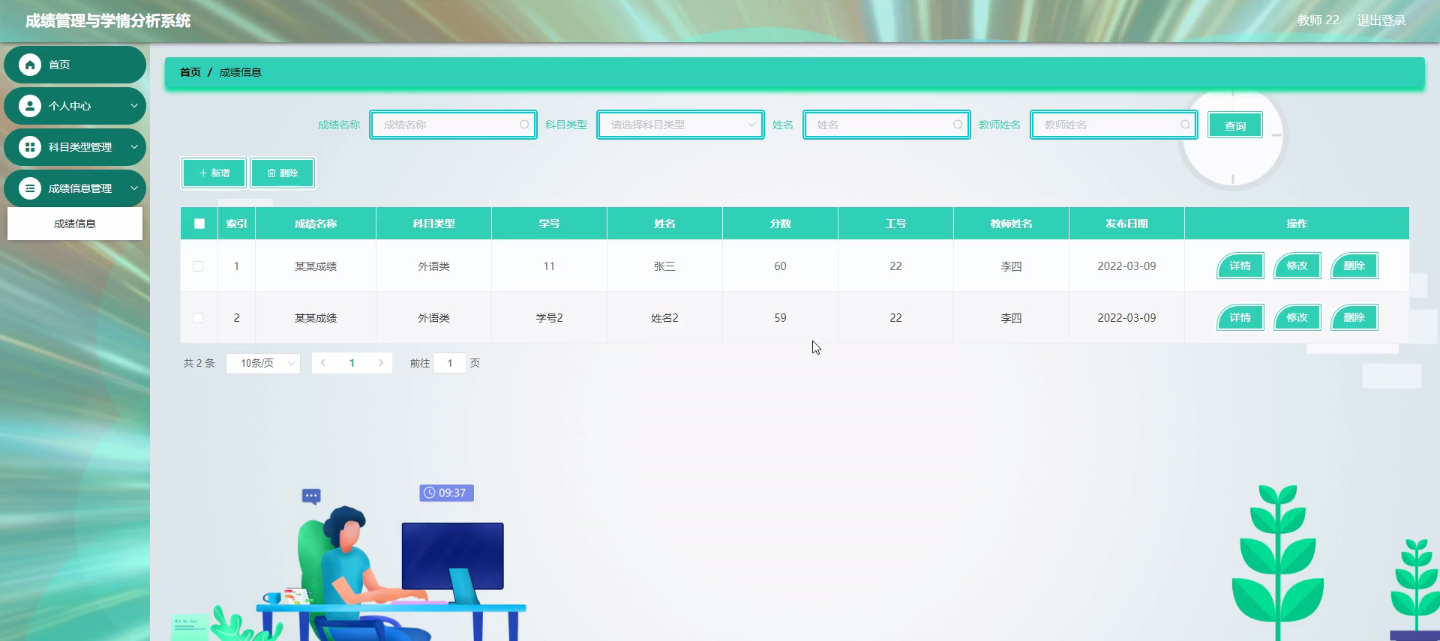 成绩管理与学情分析系统
教师 22 退出登录
首页
个人中心
科目类型管理
成绩信息管理
成绩信息
首页 / 成绩信息
成绩名称 成绩名称 科目类型 请选择科目类型 姓名 姓名 教师姓名 教师姓名 查询
新增 删除
索引 成绩名称 科目类型 学号 姓名 分数 工号 教师姓名 发布日期 操作
1 某某成绩 外语类 11 张三 60 22 李四 2022-03-09 详情 修改 删除
2 某某成绩 外语类 学号2 姓名2 59 22 李四 2022-03-09 详情 修改 删除
共 2 条 10条/页 1 前往 1 页
09:37